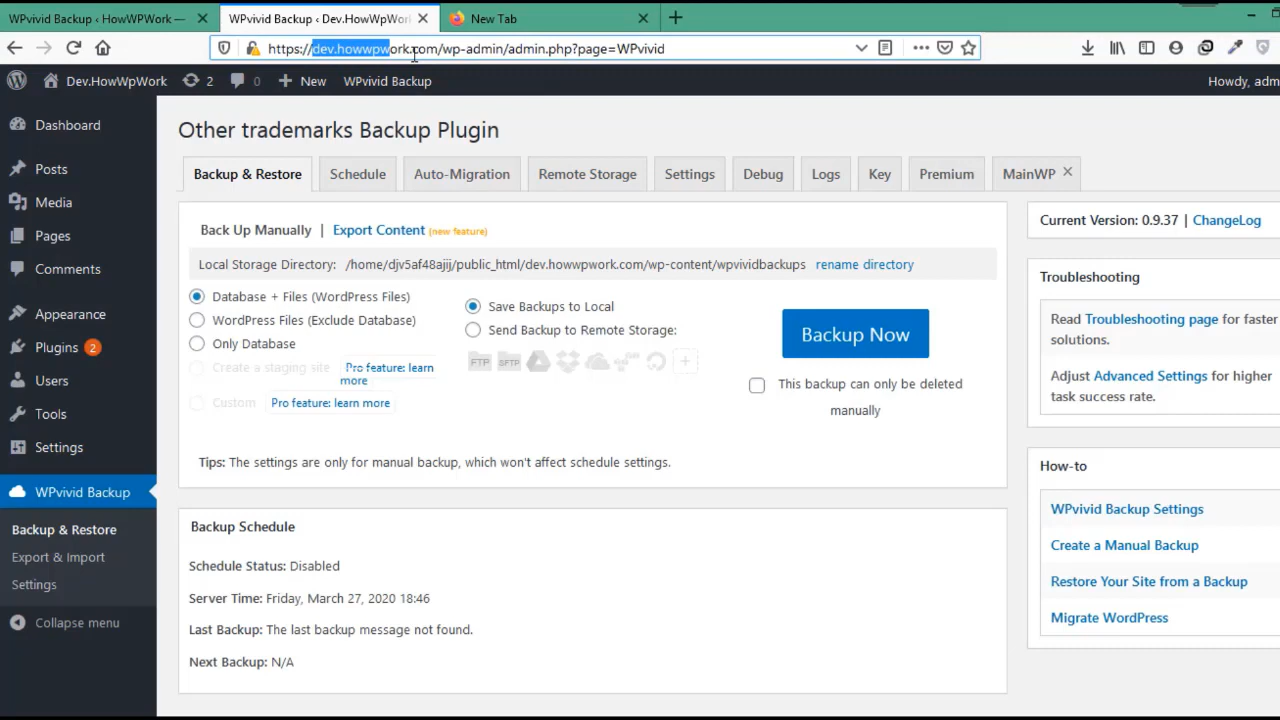 WPvivid Backup ‹ HowWPWork —
WPvivid Backup ‹ Dev.HowWpWor
New Tab
https://dev.howwpwork.com/wp-admin/admin.php?page=WPvivid
Dev.HowWpWork
2
0
New
WPvivid Backup
Howdy, adm
Dashboard
Posts
Media
Pages
Comments
Appearance
Plugins 2
Users
Tools
Settings
WPvivid Backup
Backup & Restore
Export & Import
Settings
Collapse menu
Other trademarks Backup Plugin
Backup & Restore
Schedule
Auto-Migration
Remote Storage
Settings
Debug
Logs
Key
Premium
MainWP
Back Up Manually | Export Content (new feature)
Local Storage Directory: /home/djv5af48ajij/public_html/dev.howwpwork.com/wp-content/wpvividbackups rename directory
Database + Files (WordPress Files)
WordPress Files (Exclude Database)
Only Database
Create a staging site Pro feature: learn
more
Custom Pro feature: learn more
Save Backups to Local
Send Backup to Remote Storage:
FTP
SFTP
Backup Now
This backup can only be deleted
manually
Tips: The settings are only for manual backup, which won't affect schedule settings.
Backup Schedule
Schedule Status: Disabled
Server Time: Friday, March 27, 2020 18:46
Last Backup: The last backup message not found.
Next Backup: N/A
Current Version: 0.9.37 | ChangeLog
Troubleshooting
Read Troubleshooting page for faster
solutions.
Adjust Advanced Settings for higher
task success rate.
How-to
WPvivid Backup Settings
Create a Manual Backup
Restore Your Site from a Backup
Migrate WordPress